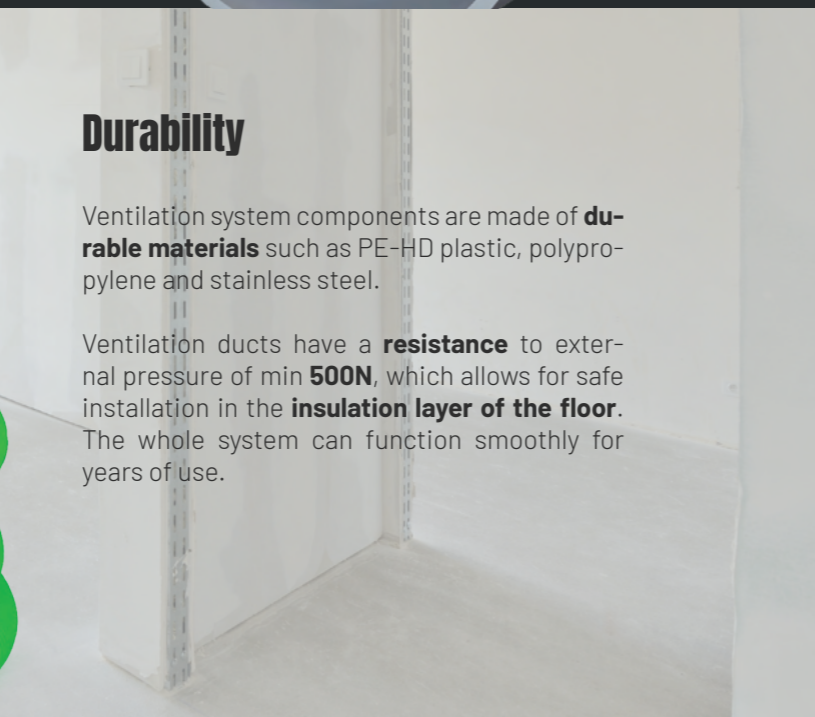 Durability
Ventilation system components are made of du-
rable materials such as PE-HD plastic, polypro-
pylene and stainless steel.
Ventilation ducts have a resistance to exter-
nal pressure of min 500N, which allows for safe
installation in the insulation layer of the floor.
The whole system can function smoothly for
years of use.